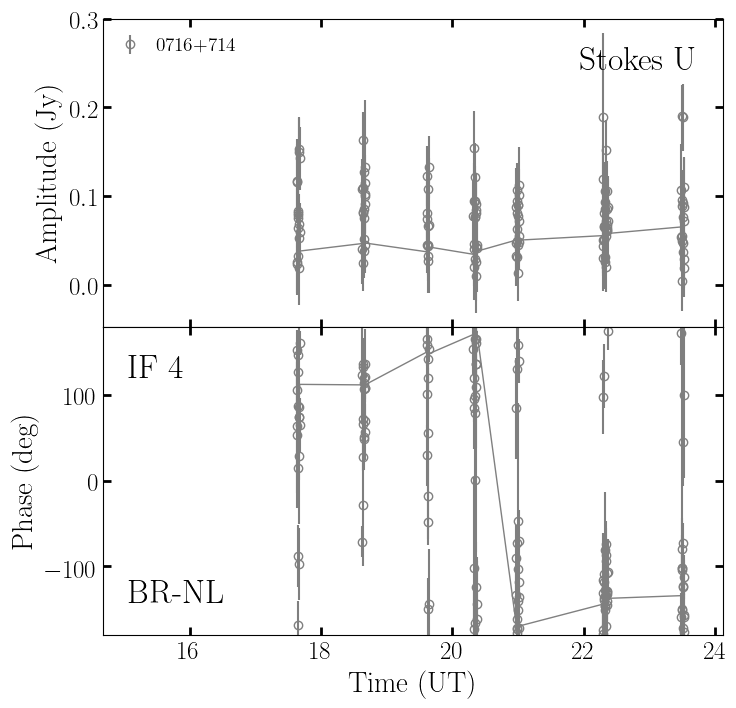 0716+714
Stokes U
0.3
0.2
0.1
0.0
Amplitude (Jy)
IF 4
100
0
−100
Phase (deg)
BR-NL
16 18 20 22 24
Time (UT)